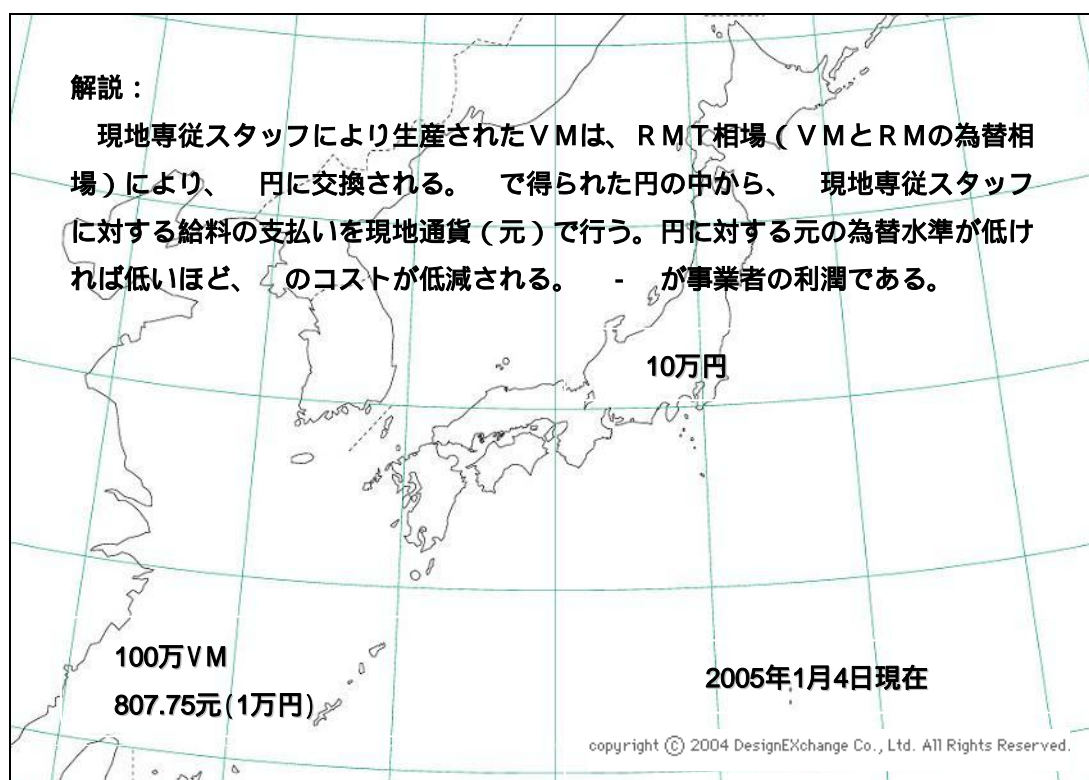 解説：
　現地専従スタッフにより生産されたＶＭは、ＲＭＴ相場（ＶＭとＲＭの為替相
場）により、　円に交換される。　で得られた円の中から、　現地専従スタッフ
に対する給料の支払いを現地通貨（元）で行う。円に対する元の為替水準が低け
れば低いほど、　のコストが低減される。　 - 　が事業者の利潤である。
10万円
100万ＶＭ
807.75元(1万円)
2005年1月4日現在
copyright Ⓒ 2004 DesignEXchange Co., Ltd. All Rights Reserved.